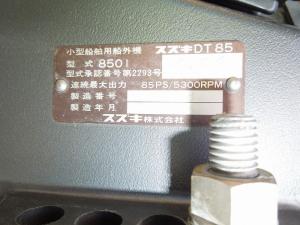 小型船舶用船外機 スズキDT85
型式 8501
型式承認番号第2293号
連続最大出力 85PS/5300RPM
製造番号
製造年月
スズキ株式会社